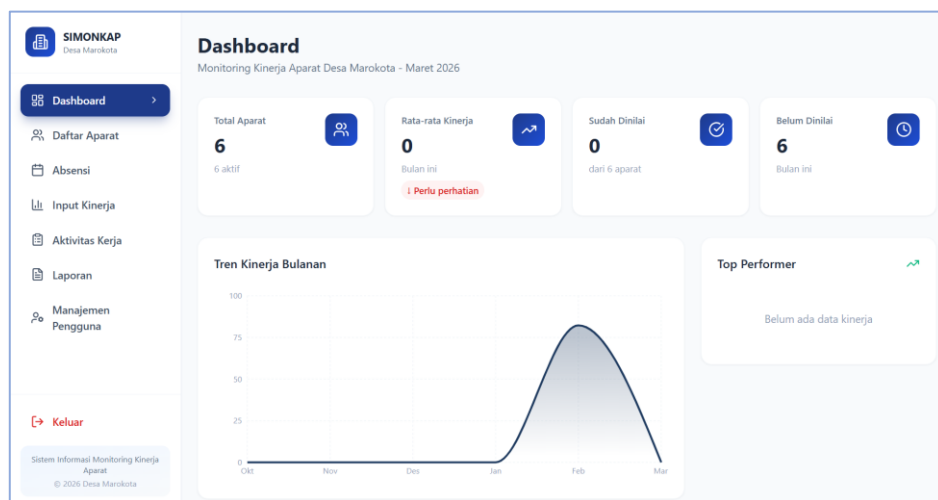 SIMONKAP
Desa Marokota
Dashboard
Daftar Aparat
Absensi
Input Kinerja
Aktivitas Kerja
Laporan
Manajemen
Pengguna
Keluar
Sistem Informasi Monitoring Kinerja
Aparat
© 2026 Desa Marokota
Dashboard
Monitoring Kinerja Aparat Desa Marokota - Maret 2026
Total Aparat
6
6 aktif
Rata-rata Kinerja
0
Bulan ini
↓ Perlu perhatian
Sudah Dinilai
0
dari 6 aparat
Belum Dinilai
6
Bulan ini
Tren Kinerja Bulanan
100
75
50
25
0
Okt Nov Des Jan Feb Mar
Top Performer
Belum ada data kinerja